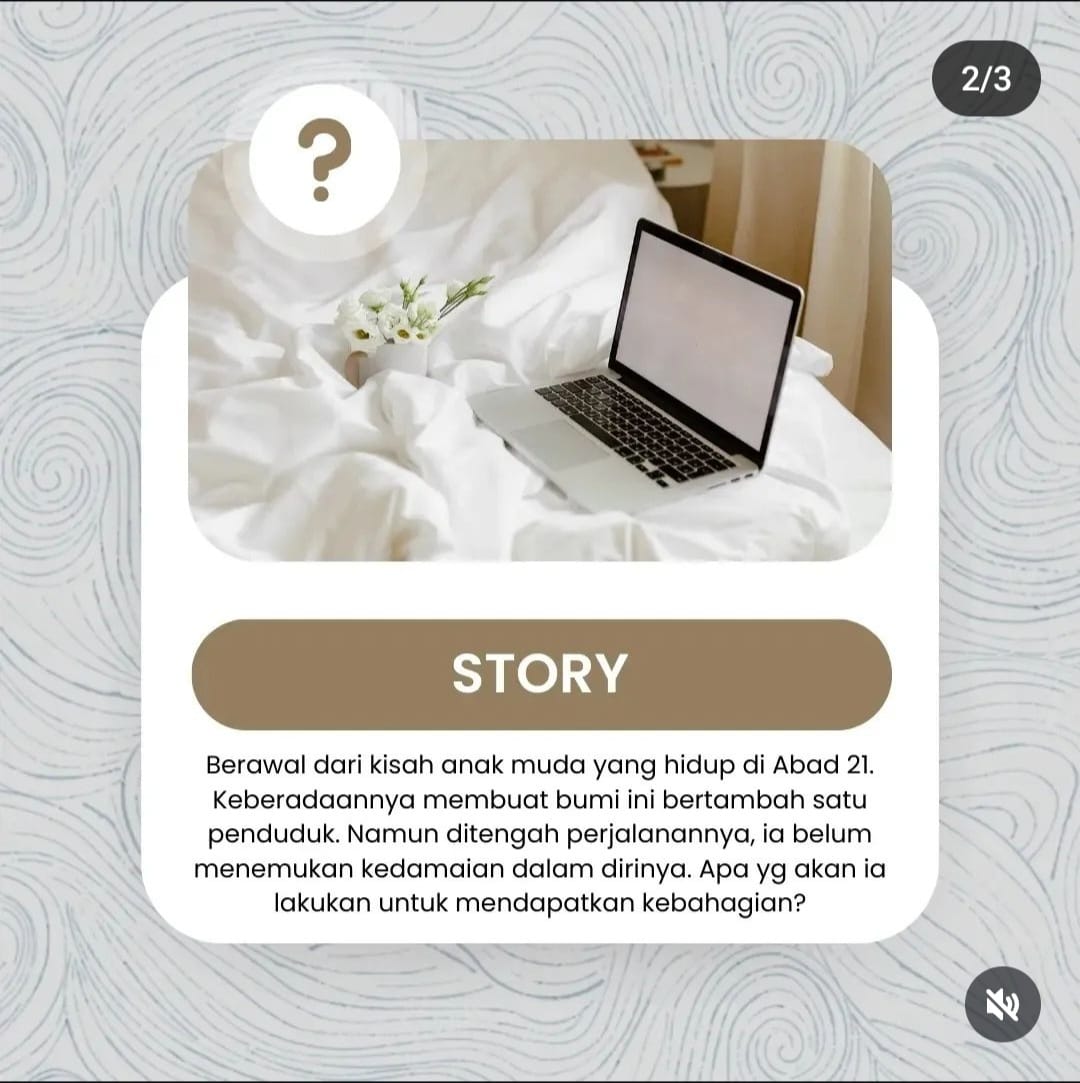 2/3
?
STORY
Berawal dari kisah anak muda yang hidup di Abad 21.
Keberadaannya membuat bumi ini bertambah satu
penduduk. Namun ditengah perjalanannya, ia belum
menemukan kedamaian dalam dirinya. Apa yg akan ia
lakukan untuk mendapatkan kebahagian?